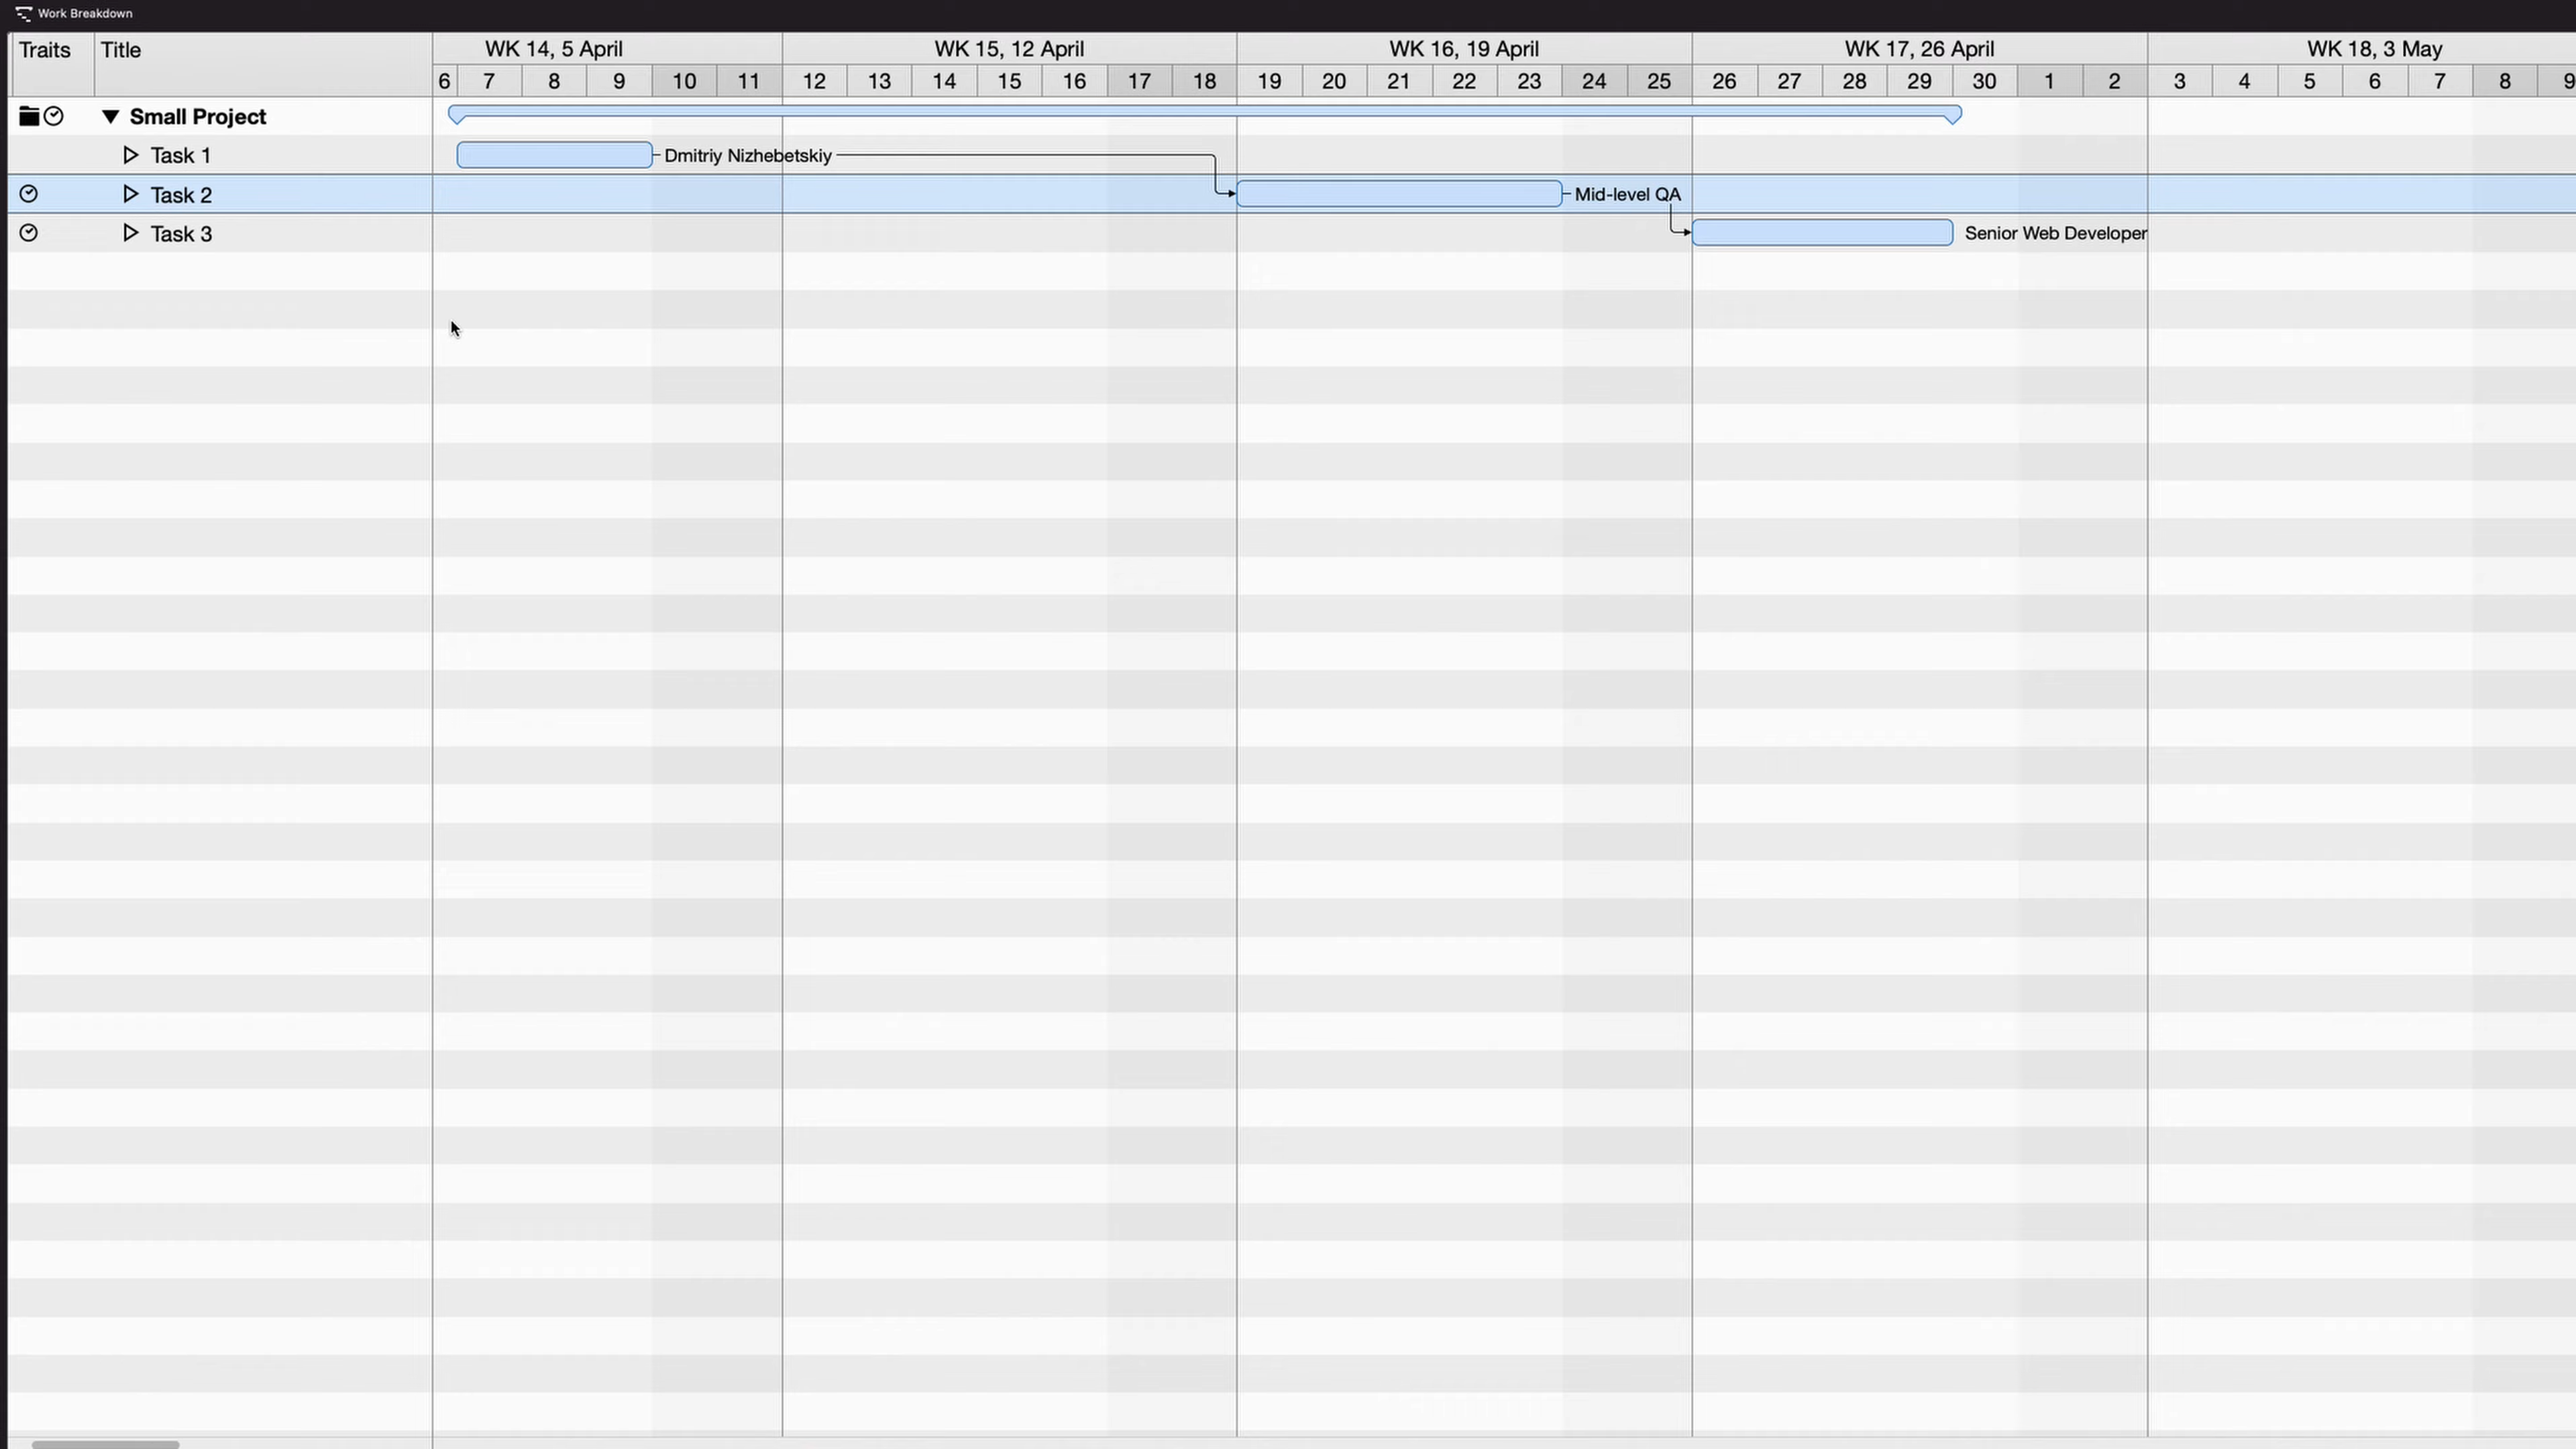 Work Breakdown
Traits Title WK 14, 5 April WK 15, 12 April WK 16, 19 April WK 17, 26 April WK 18, 3 May
6 7 8 9 10 11 12 13 14 15 16 17 18 19 20 21 22 23 24 25 26 27 28 29 30 1 2 3 4 5 6 7 8 9
Small Project
Task 1 Dmitriy Nizhebetskiy
Task 2 Mid-level QA
Task 3 Senior Web Developer